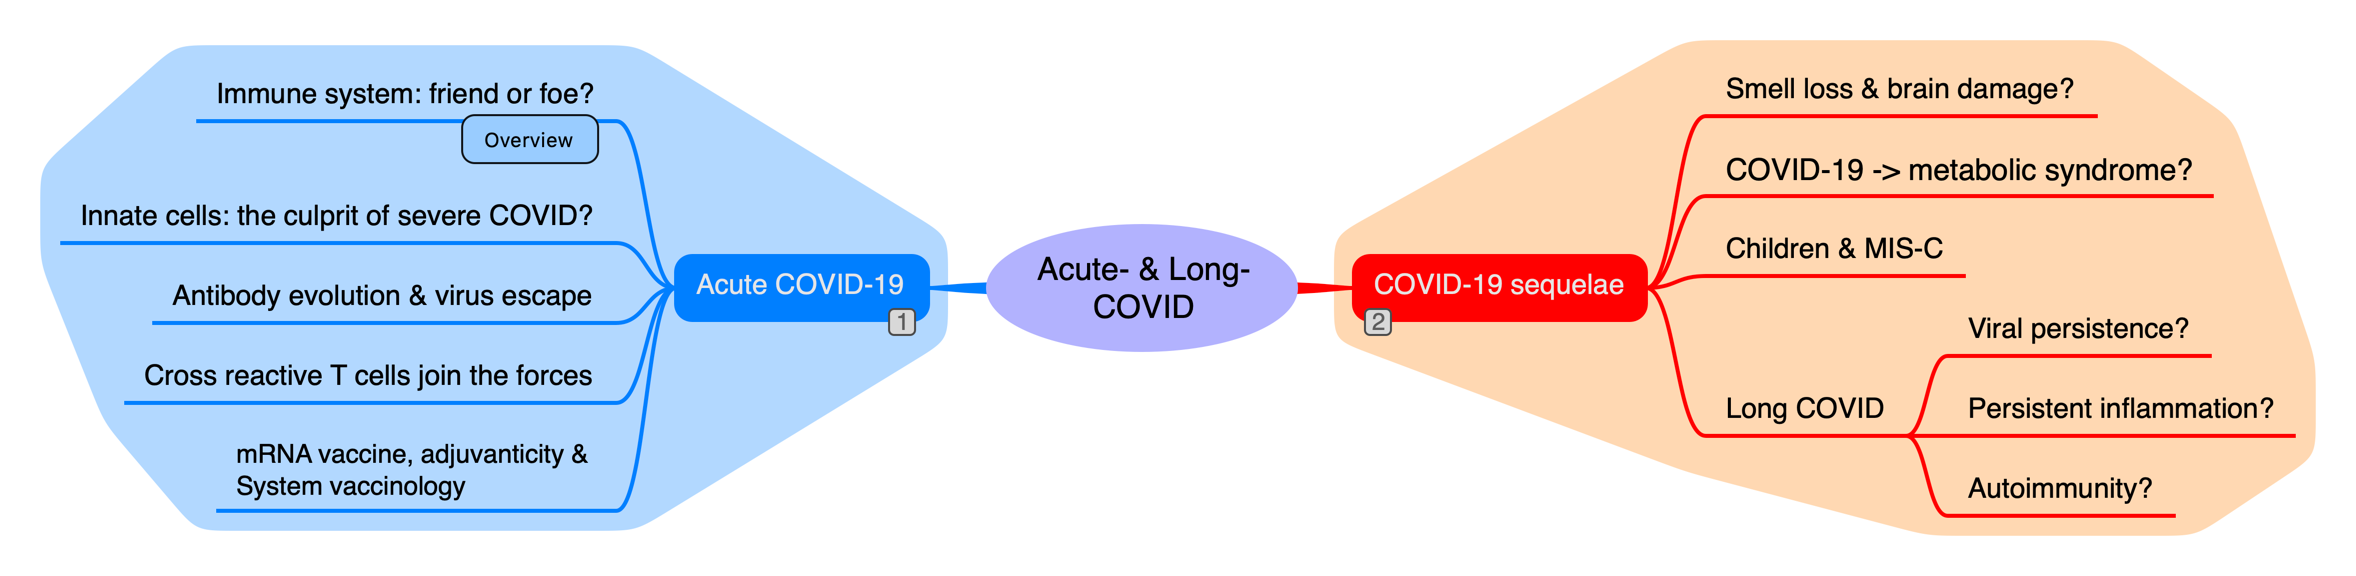 Immune system: friend or foe?
Overview
Innate cells: the culprit of severe COVID?
Antibody evolution & virus escape
Cross reactive T cells join the forces
mRNA vaccine, adjuvanticity &
System vaccinology
Acute COVID-19
1
Acute- & Long-
COVID
COVID-19 sequelae
2
Smell loss & brain damage?
COVID-19 -> metabolic syndrome?
Children & MIS-C
Long COVID
Viral persistence?
Persistent inflammation?
Autoimmunity?